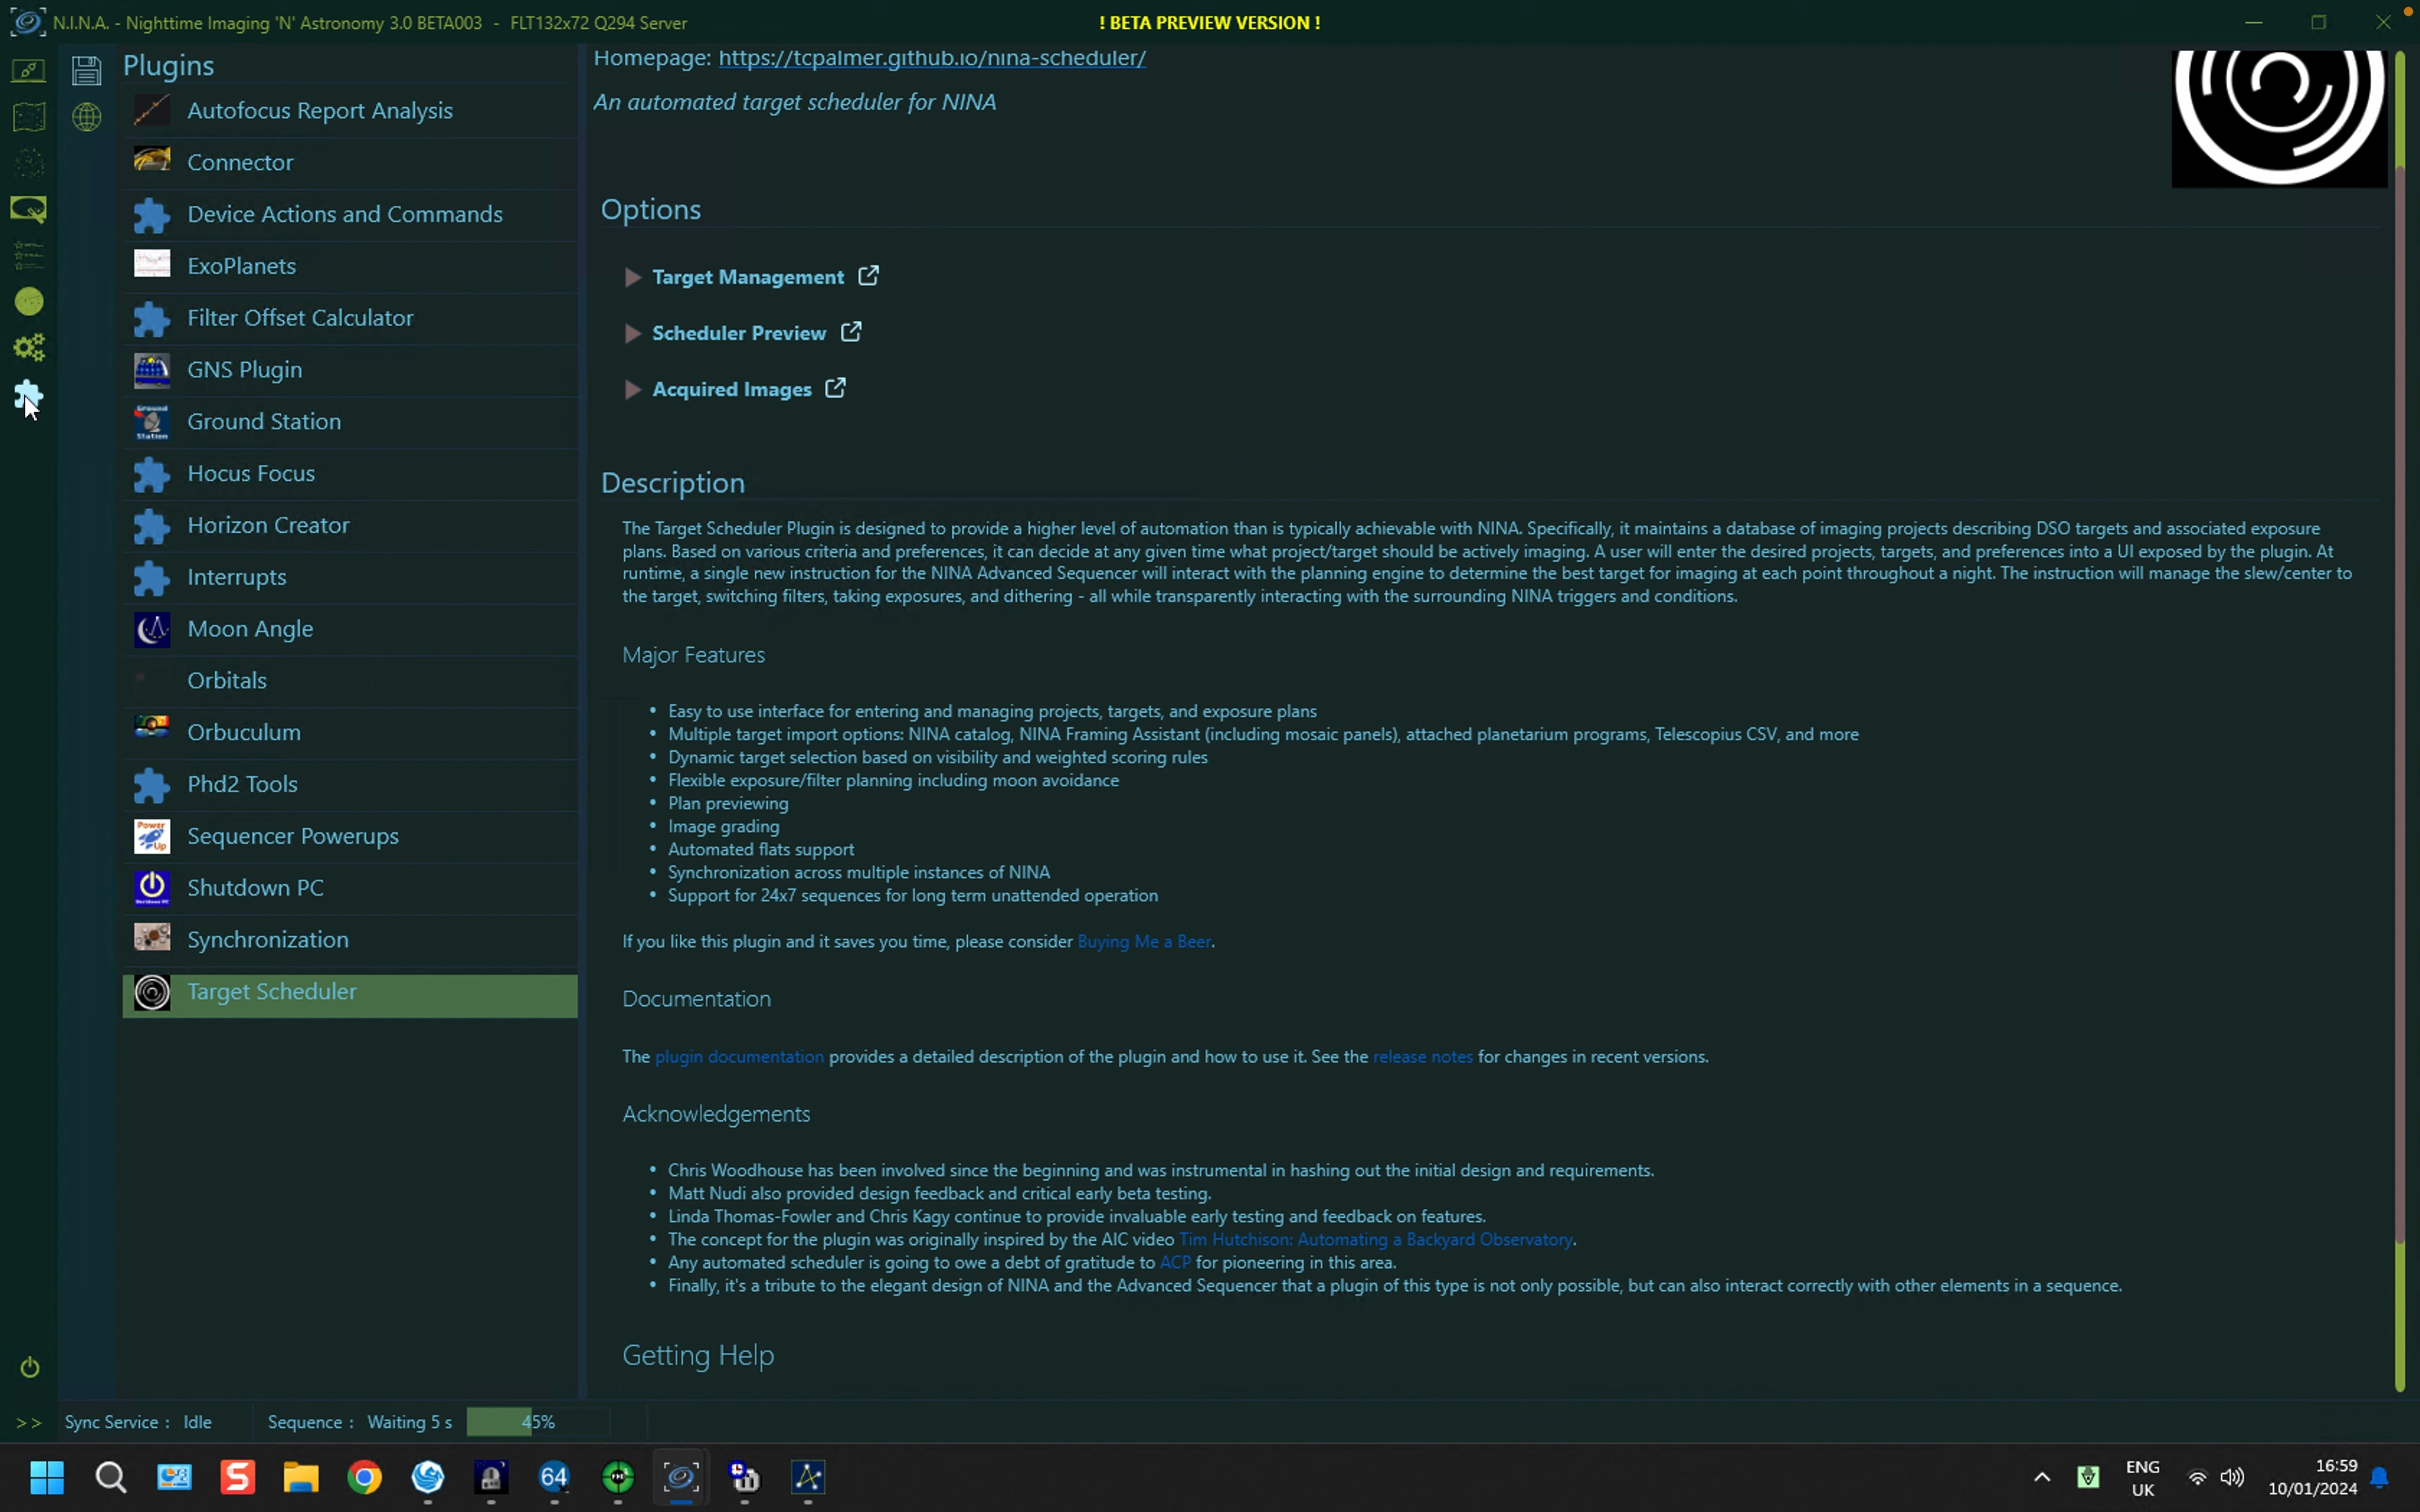 N.I.N.A. - Nighttime Imaging 'N' Astronomy 3.0 BETA003 - FLT132x72 Q294 Server
! BETA PREVIEW VERSION !
Plugins
Autofocus Report Analysis
Connector
Device Actions and Commands
ExoPlanets
Filter Offset Calculator
GNS Plugin
Ground Station
Ground Station
Hocus Focus
Horizon Creator
Interrupts
Moon Angle
Orbitals
Orbuculum
Phd2 Tools
Power Up
Sequencer Powerups
Shutdown PC
Synchronization
Target Scheduler
Homepage: https://tcpalmer.github.io/nina-scheduler/
An automated target scheduler for NINA
Options
Target Management
Scheduler Preview
Acquired Images
Description
The Target Scheduler Plugin is designed to provide a higher level of automation than is typically achievable with NINA. Specifically, it maintains a database of imaging projects describing DSO targets and associated exposure
plans. Based on various criteria and preferences, it can decide at any given time what project/target should be actively imaging. A user will enter the desired projects, targets, and preferences into a UI exposed by the plugin. At
runtime, a single new instruction for the NINA Advanced Sequencer will interact with the planning engine to determine the best target for imaging at each point throughout a night. The instruction will manage the slew/center to
the target, switching filters, taking exposures, and dithering - all while transparently interacting with the surrounding NINA triggers and conditions.
Major Features
• Easy to use interface for entering and managing projects, targets, and exposure plans
• Multiple target import options: NINA catalog, NINA Framing Assistant (including mosaic panels), attached planetarium programs, Telescopius CSV, and more
• Dynamic target selection based on visibility and weighted scoring rules
• Flexible exposure/filter planning including moon avoidance
• Plan previewing
• Image grading
• Automated flats support
• Synchronization across multiple instances of NINA
• Support for 24x7 sequences for long term unattended operation
If you like this plugin and it saves you time, please consider Buying Me a Beer.
Documentation
The plugin documentation provides a detailed description of the plugin and how to use it. See the release notes for changes in recent versions.
Acknowledgements
• Chris Woodhouse has been involved since the beginning and was instrumental in hashing out the initial design and requirements.
• Matt Nudi also provided design feedback and critical early beta testing.
• Linda Thomas-Fowler and Chris Kagy continue to provide invaluable early testing and feedback on features.
• The concept for the plugin was originally inspired by the AIC video Tim Hutchison: Automating a Backyard Observatory.
• Any automated scheduler is going to owe a debt of gratitude to ACP for pioneering in this area.
• Finally, it's a tribute to the elegant design of NINA and the Advanced Sequencer that a plugin of this type is not only possible, but can also interact correctly with other elements in a sequence.
Getting Help
>> Sync Service : Idle Sequence : Waiting 5 s 45%
S 64
ENG
UK
16:59
10/01/2024